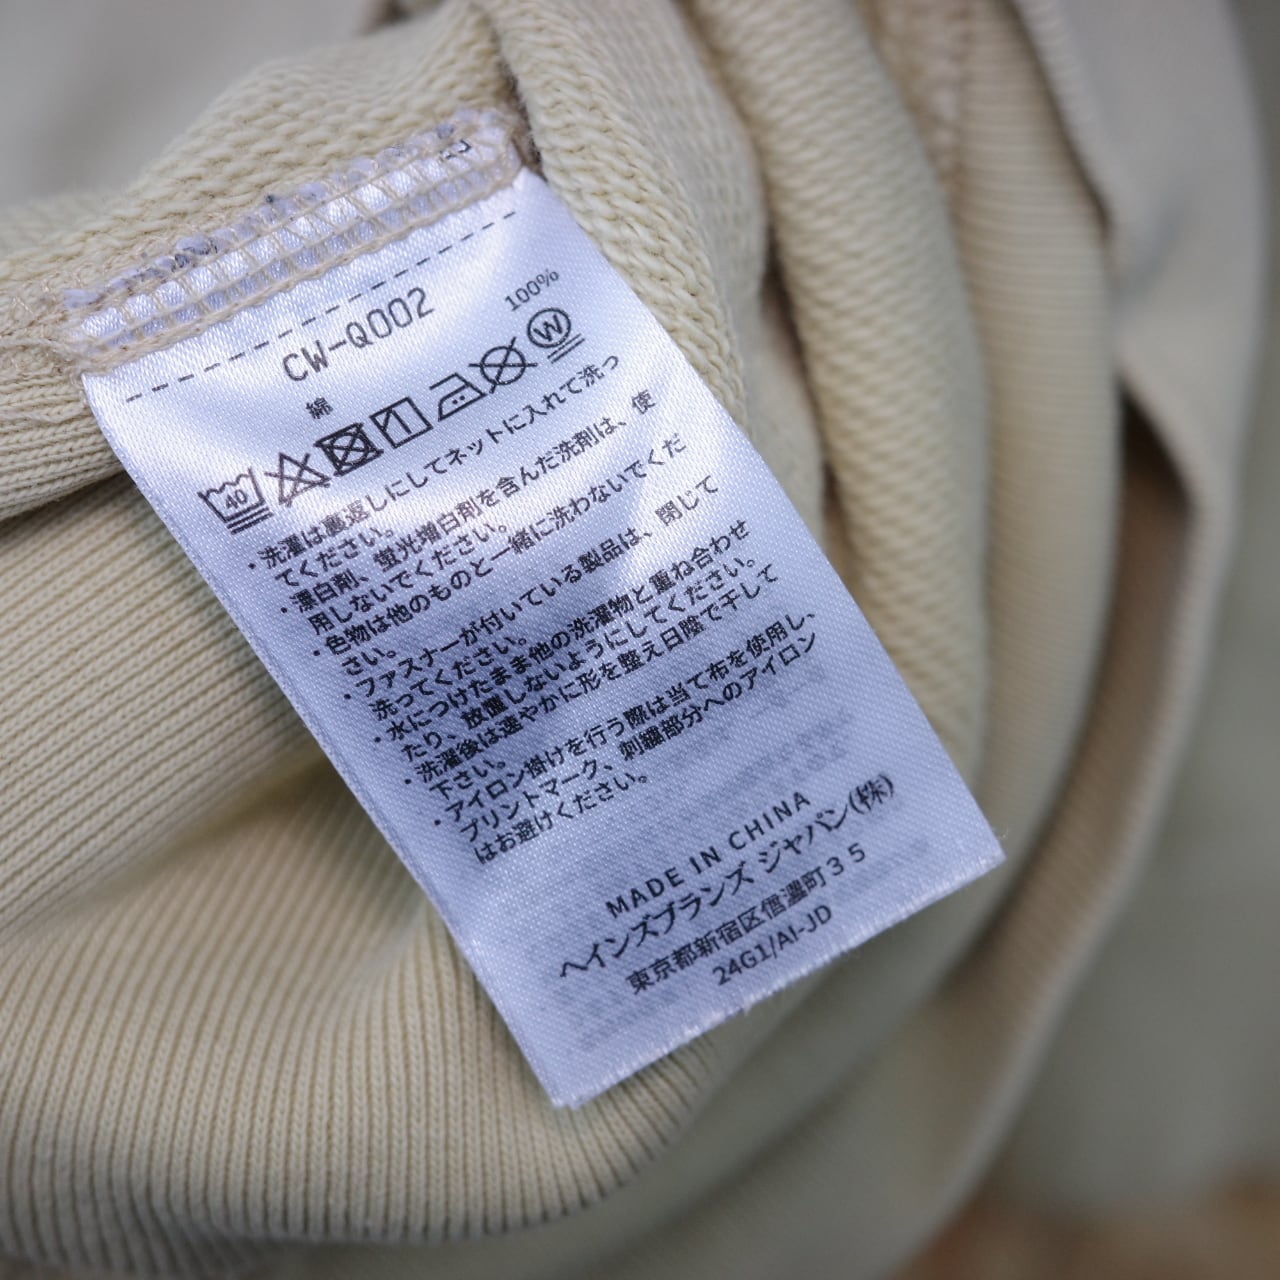 CW-Q002
綿 100%
40 W
・洗濯は裏返しにしてネットに入れて洗っ
てください。
・漂白剤、蛍光増白剤を含んだ洗剤は、使
用しないでください。
・色物は他のものと一緒に洗わないでくだ
さい。
・ファスナーが付いている製品は、閉じて
洗ってください。
・水につけたまま他の洗濯物と重ね合わせ
たり、放置しないようにしてください。
・洗濯後は速やかに形を整え日陰で干して
下さい。
・アイロン掛けを行う際は当て布を使用し、
プリントマーク、刺繍部分へのアイロン
はお避けください。
MADE IN CHINA
ヘインズブランズ ジャパン(株)
東京都新宿区信濃町35
24G1/AI-JD